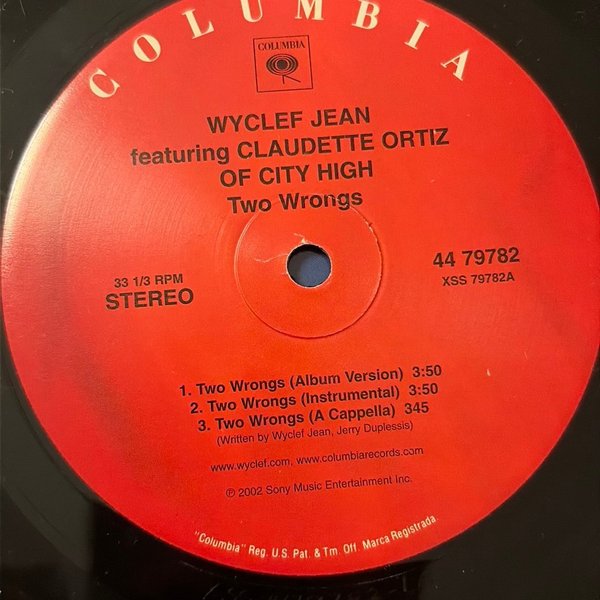 COLUMBIA
COLUMBIA
WYCLEF JEAN
featuring CLAUDETTE ORTIZ
OF CITY HIGH
Two Wrongs
33 1/3 RPM
STEREO
44 79782
XSS 79782A
1. Two Wrongs (Album Version) 3:50
2. Two Wrongs (Instrumental) 3:50
3. Two Wrongs (A Cappella) 345
(Written by Wyclef Jean, Jerry Duplessis)
www.wyclef.com, www.columbiarecords.com
℗ 2002 Sony Music Entertainment Inc.
"Columbia" Reg. U.S. Pat. & Tm. Off. Marca Registrada.